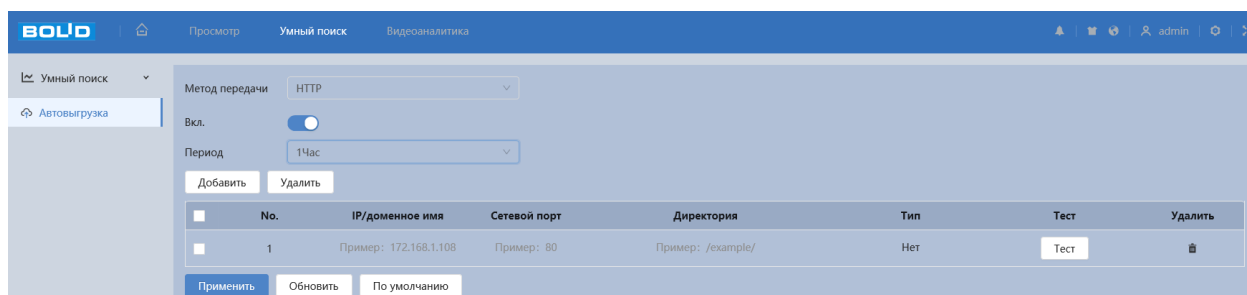 BOLID Просмотр Умный поиск Видеоаналитика admin
Умный поиск
Автовыгрузка
Метод передачи HTTP
Вкл.
Период 1Час
Добавить Удалить
No. IP/доменное имя Сетевой порт Директория Тип Тест Удалить
1 Пример: 172.168.1.108 Пример: 80 Пример: /example/ Нет Тест
Применить Обновить По умолчанию